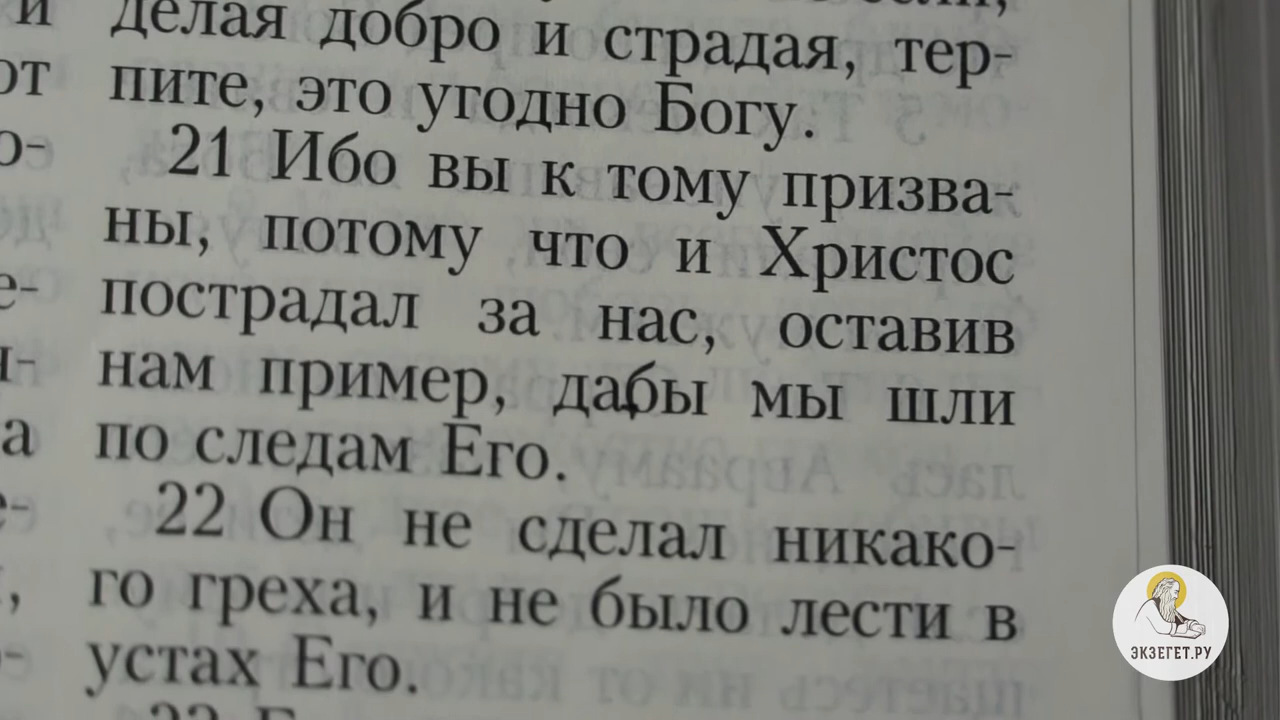 делая добро и страдая, тер-
пите, это угодно Богу.
21 Ибо вы к тому призва-
ны, потому что и Христос
пострадал за нас, оставив
нам пример, дабы мы шли
по следам Его.
22 Он не сделал никако-
го греха, и не было лести в
устах Его.
ЭКЗЕГЕТ.РУ